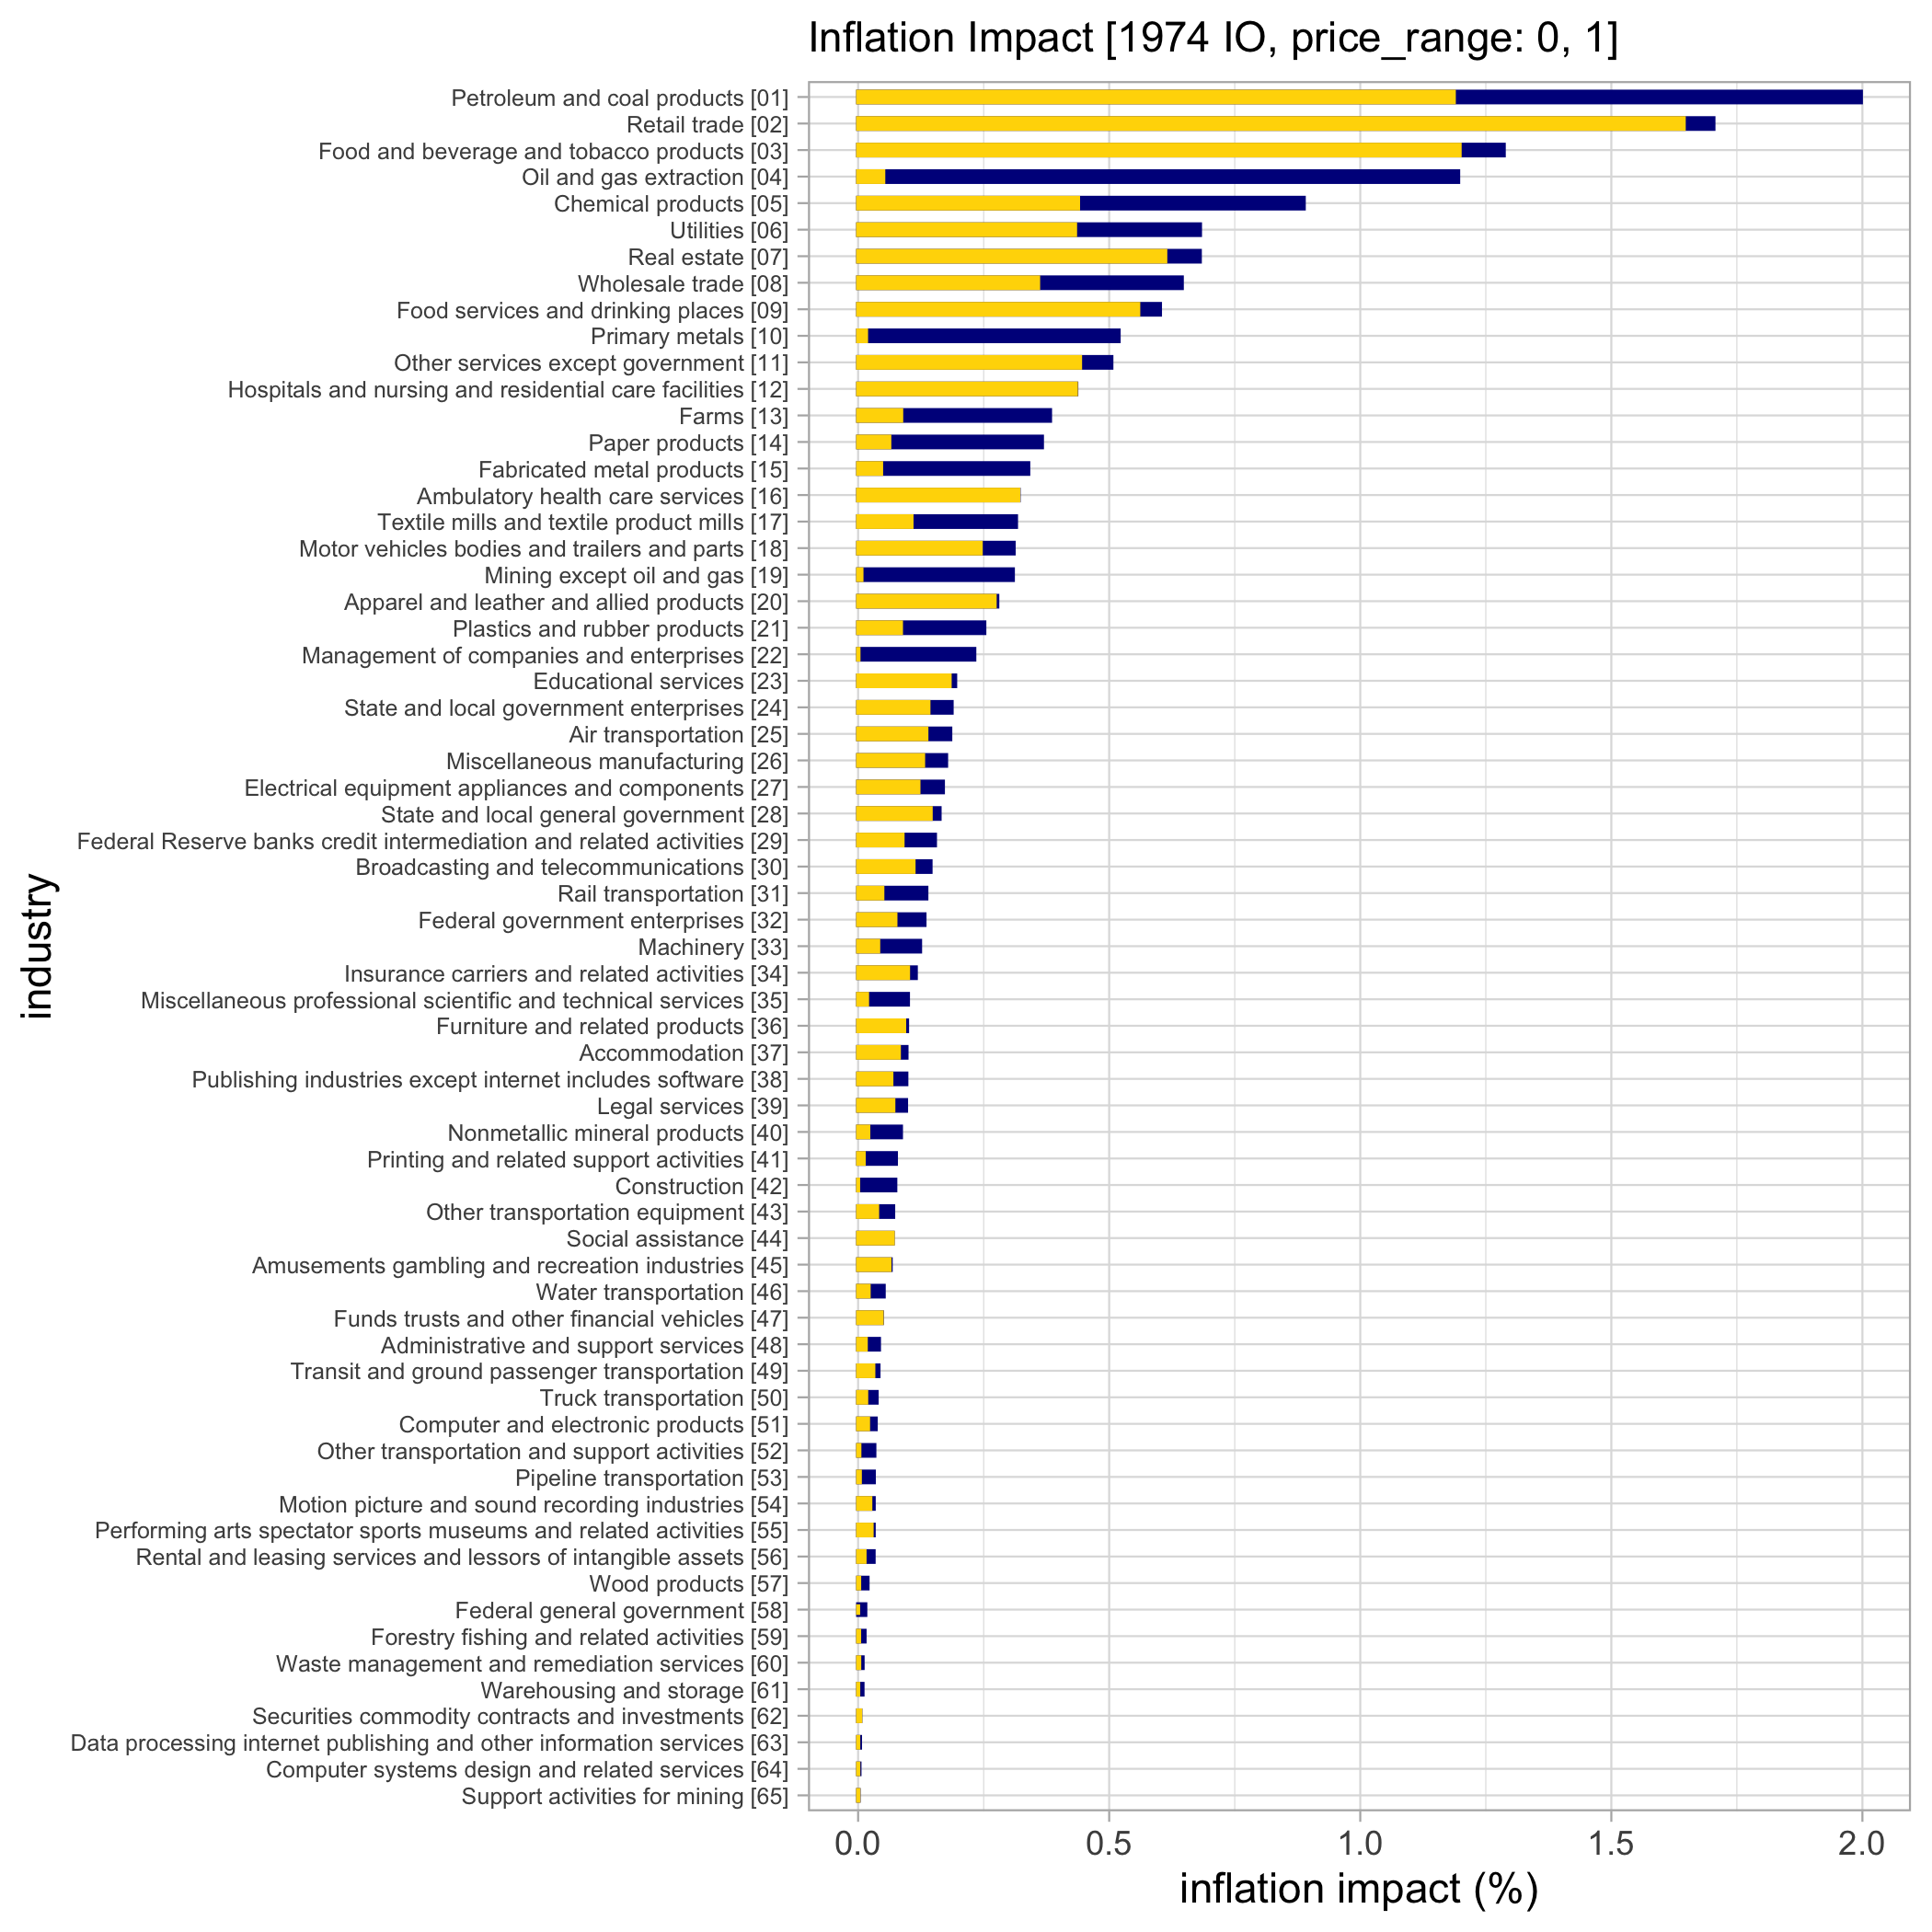 Inflation Impact [1974 IO, price_range: 0, 1]
Petroleum and coal products [01]
Retail trade [02]
Food and beverage and tobacco products [03]
Oil and gas extraction [04]
Chemical products [05]
Utilities [06]
Real estate [07]
Wholesale trade [08]
Food services and drinking places [09]
Primary metals [10]
Other services except government [11]
Hospitals and nursing and residential care facilities [12]
Farms [13]
Paper products [14]
Fabricated metal products [15]
Ambulatory health care services [16]
Textile mills and textile product mills [17]
Motor vehicles bodies and trailers and parts [18]
Mining except oil and gas [19]
Apparel and leather and allied products [20]
Plastics and rubber products [21]
Management of companies and enterprises [22]
Educational services [23]
State and local government enterprises [24]
Air transportation [25]
Miscellaneous manufacturing [26]
Electrical equipment appliances and components [27]
State and local general government [28]
Federal Reserve banks credit intermediation and related activities [29]
Broadcasting and telecommunications [30]
Rail transportation [31]
Federal government enterprises [32]
Machinery [33]
Insurance carriers and related activities [34]
Miscellaneous professional scientific and technical services [35]
Furniture and related products [36]
Accommodation [37]
Publishing industries except internet includes software [38]
Legal services [39]
Nonmetallic mineral products [40]
Printing and related support activities [41]
Construction [42]
Other transportation equipment [43]
Social assistance [44]
Amusements gambling and recreation industries [45]
Water transportation [46]
Funds trusts and other financial vehicles [47]
Administrative and support services [48]
Transit and ground passenger transportation [49]
Truck transportation [50]
Computer and electronic products [51]
Other transportation and support activities [52]
Pipeline transportation [53]
Motion picture and sound recording industries [54]
Performing arts spectator sports museums and related activities [55]
Rental and leasing services and lessors of intangible assets [56]
Wood products [57]
Federal general government [58]
Forestry fishing and related activities [59]
Waste management and remediation services [60]
Warehousing and storage [61]
Securities commodity contracts and investments [62]
Data processing internet publishing and other information services [63]
Computer systems design and related services [64]
Support activities for mining [65]
industry
0.0 0.5 1.0 1.5 2.0
inflation impact (%)